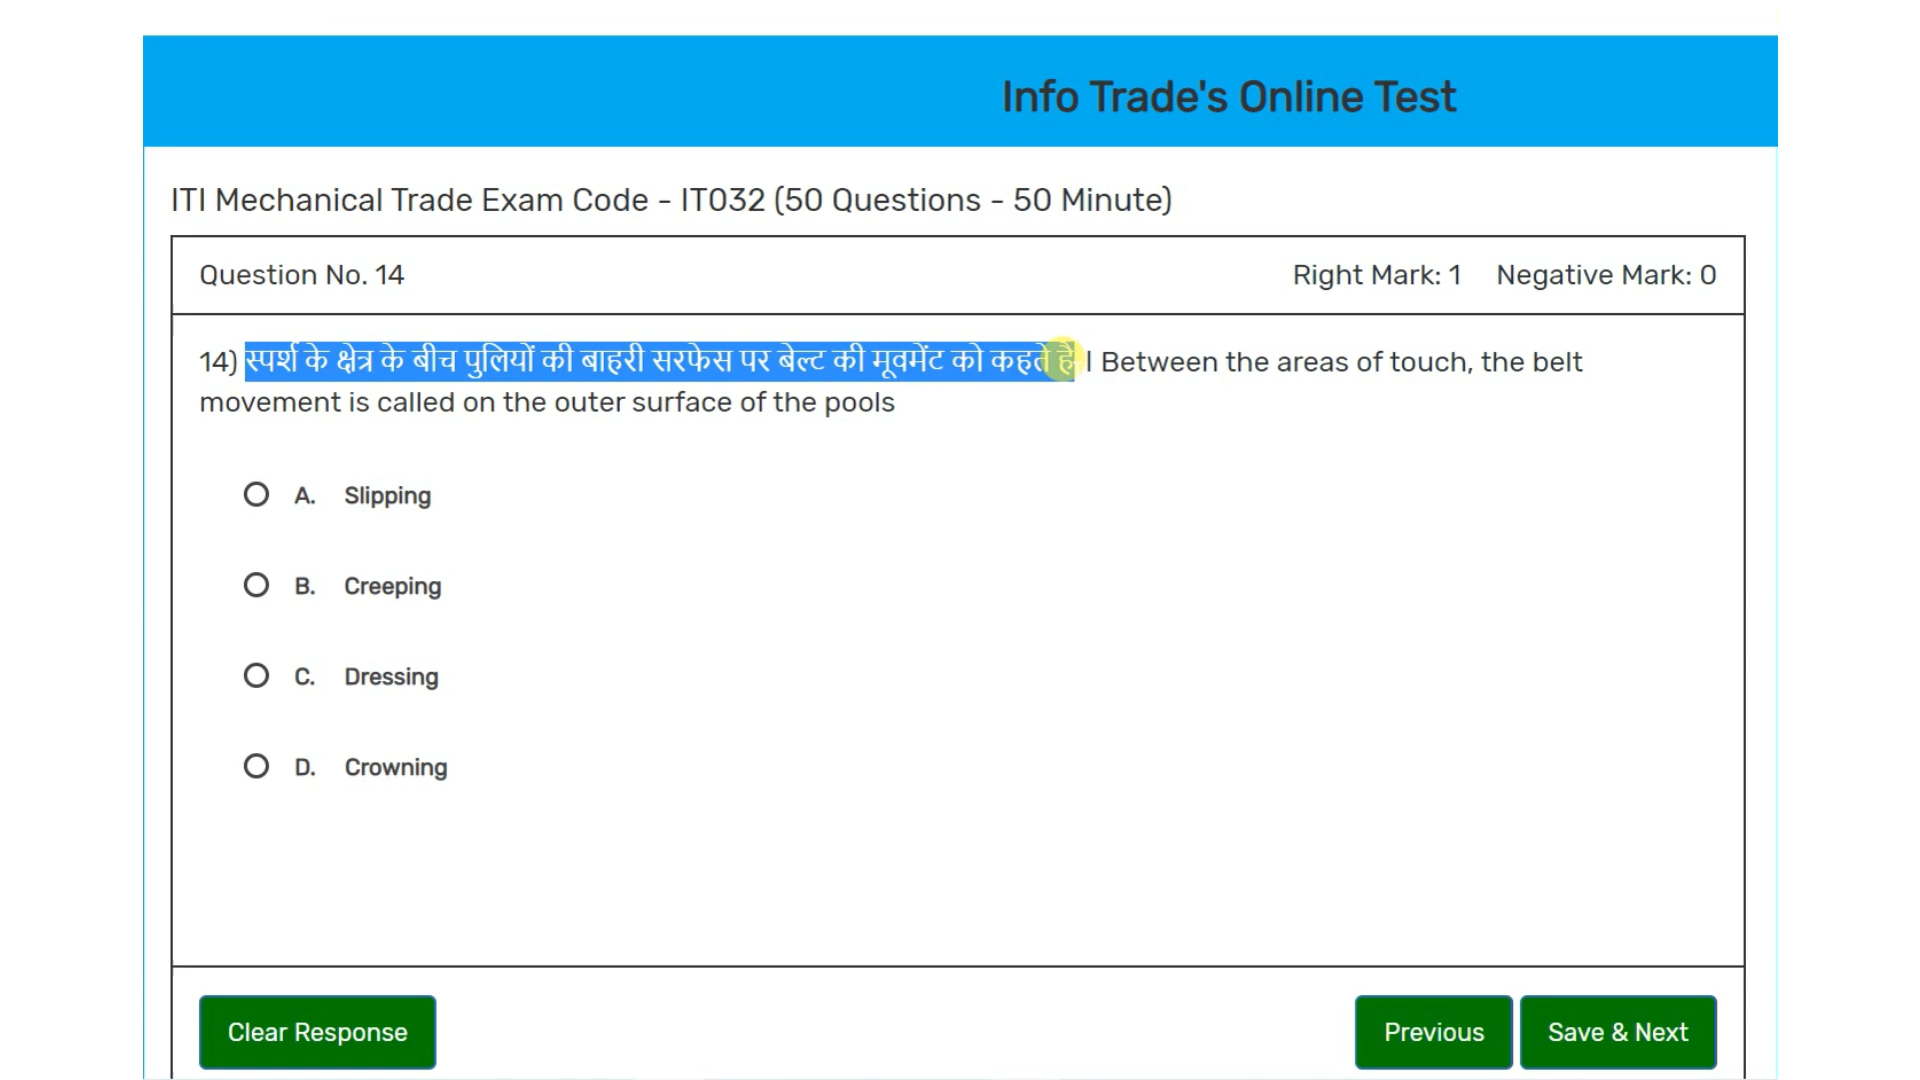 Info Trade's Online Test
ITI Mechanical Trade Exam Code - IT032 (50 Questions - 50 Minute)
Question No. 14
Right Mark: 1 Negative Mark: 0
14) स्पर्श के क्षेत्र के बीच पुलियों की बाहरी सरफेस पर बेल्ट की मूवमेंट को कहते है | Between the areas of touch, the belt
movement is called on the outer surface of the pools
A. Slipping
B. Creeping
C. Dressing
D. Crowning
Clear Response
Previous
Save & Next